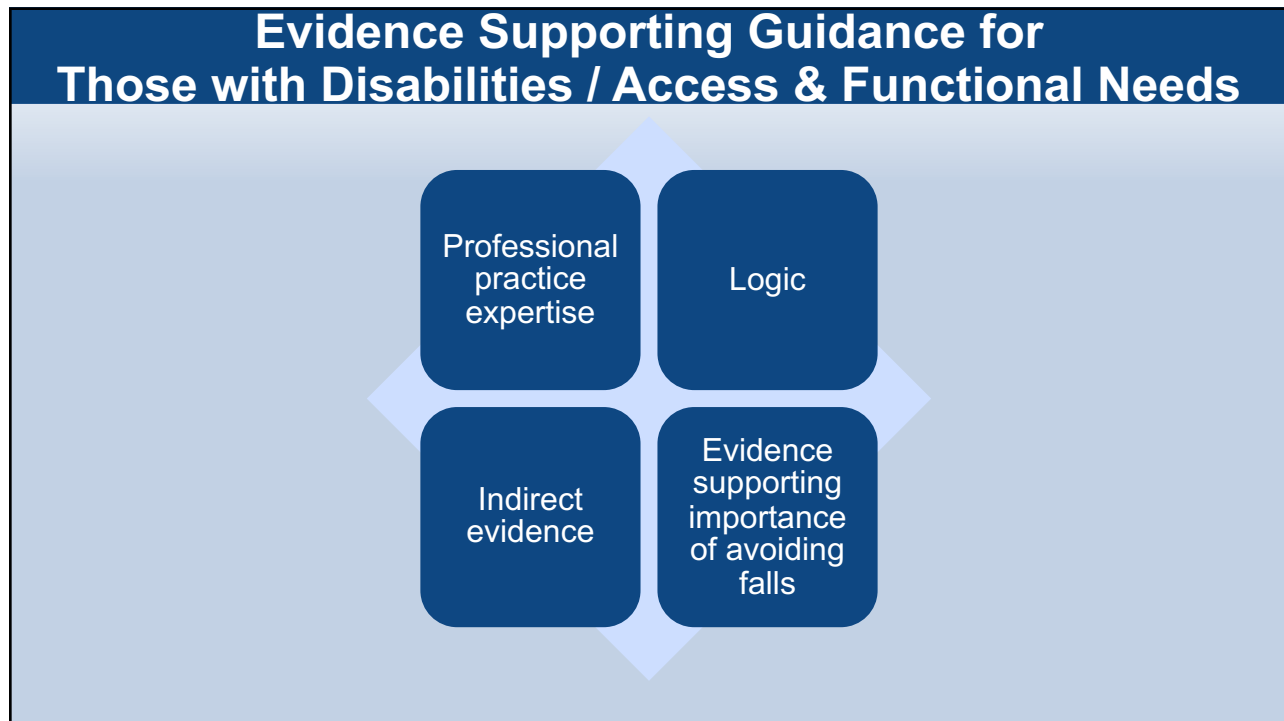 Evidence Supporting Guidance for
Those with Disabilities / Access & Functional Needs
Professional
practice
expertise
Logic
Indirect
evidence
Evidence
supporting
importance
of avoiding
falls